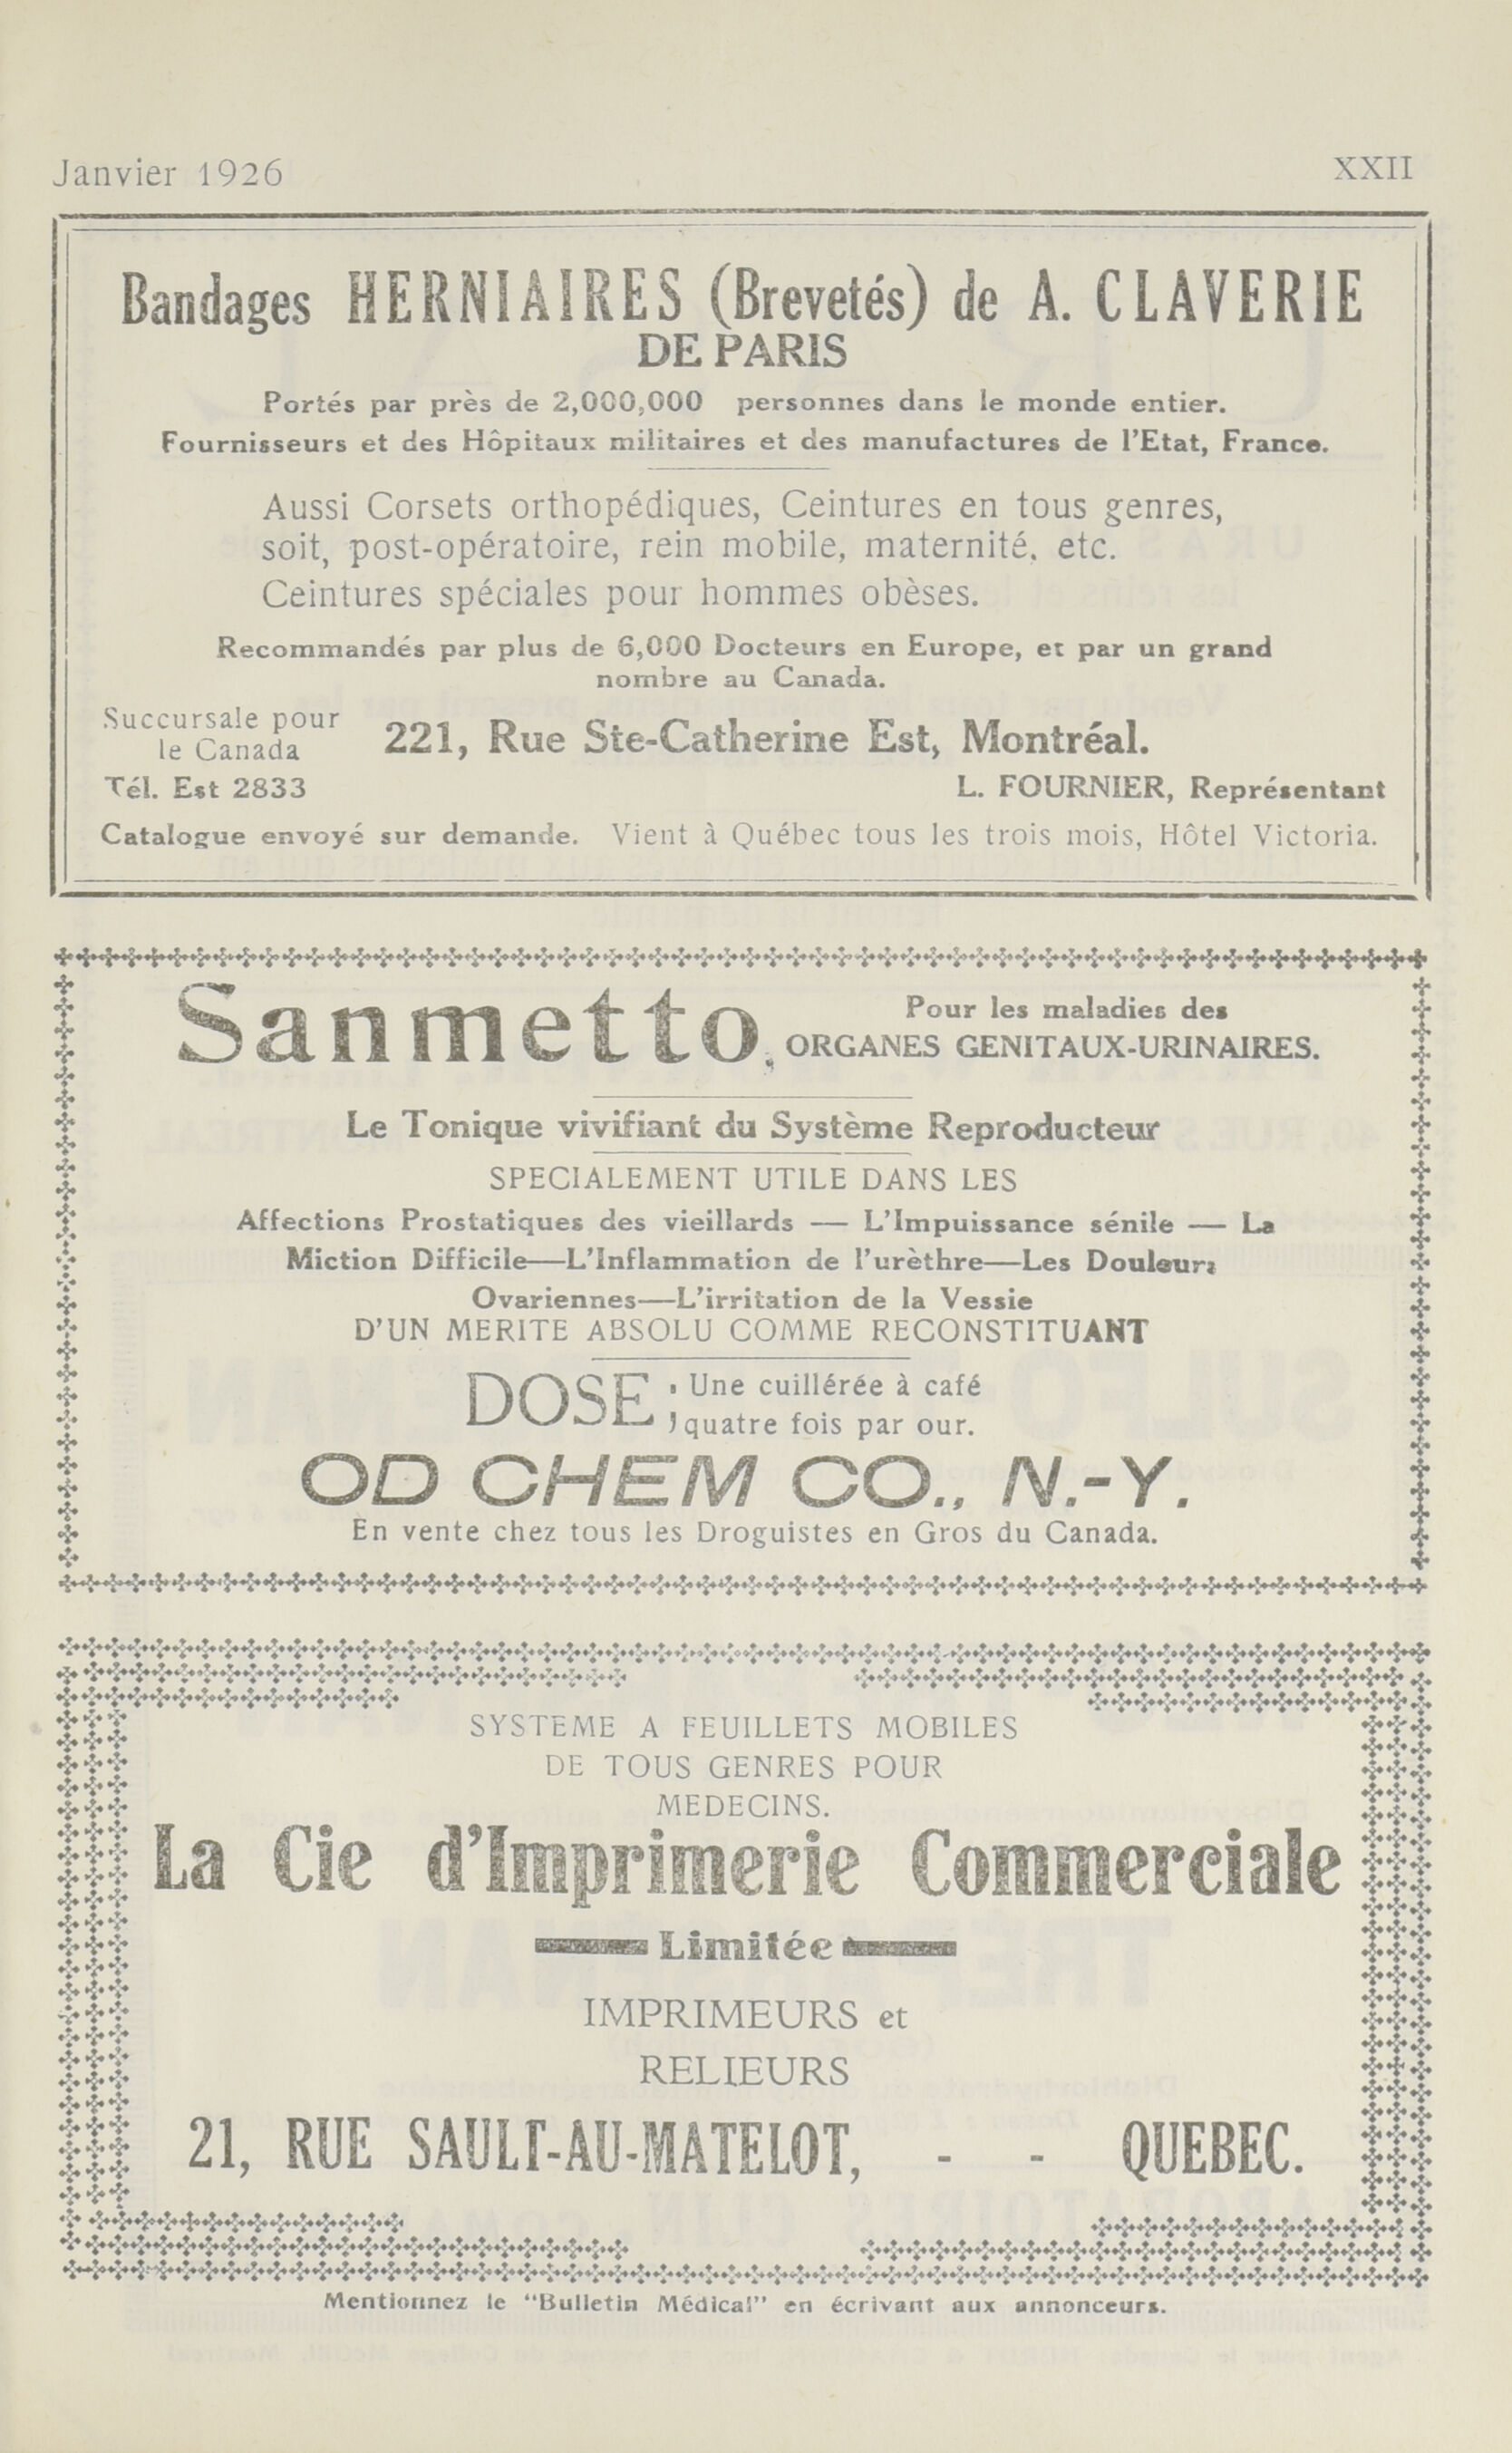 Janvier 1926
XXII
Bandages HERNIAIRES (Brevetés) de A. CLAVERIE
DE PARIS
Portés par près de 2,000,000 personnes dans le monde entier.
Fournisseurs et des Hôpitaux militaires et des manufactures de l'Etat, France.
Aussi Corsets orthopédiques, Ceintures en tous genres,
soit, post-opératoire, rein mobile, maternité, etc.
Ceintures spéciales pour hommes obèses.
Recommandés par plus de 6,000 Docteurs en Europe, et par un grand
nombre au Canada.
Succursale pour
le Canada
221, Rue Ste-Catherine Est, Montréal.
Tél. Est 2833
L. FOURNIER, Représentant
Catalogue envoyé sur demande. Vient à Québec tous les trois mois, Hôtel Victoria.
Sanmetto,
Pour les maladies des
ORGANES GENITAUX-URINAIRES.
Le Tonique vivifiant du Système Reproducteur
SPECIALEMENT UTILE DANS LES
Affections Prostatiques des vieillards — L'Impuissance sénile — La
Miction Difficile—L'Inflammation de l'urèthre—Les Douleurs
Ovariennes—L'irritation de la Vessie
D'UN MERITE ABSOLU COMME RECONSTITUANT
DOSE
Une cuillérée à café
quatre fois par our.
OD CHEM CO., N.-Y.
En vente chez tous les Droguistes en Gros du Canada.
SYSTEME A FEUILLETS MOBILES
DE TOUS GENRES POUR
MEDECINS.
La Cie d'Imprimerie Commerciale
Limitée
IMPRIMEURS et
RELIEURS
21, RUE SAULT-AU-MATELOT, - - QUEBEC.
Mentionnez le "Bulletin Médical" en écrivant aux annonceurs.